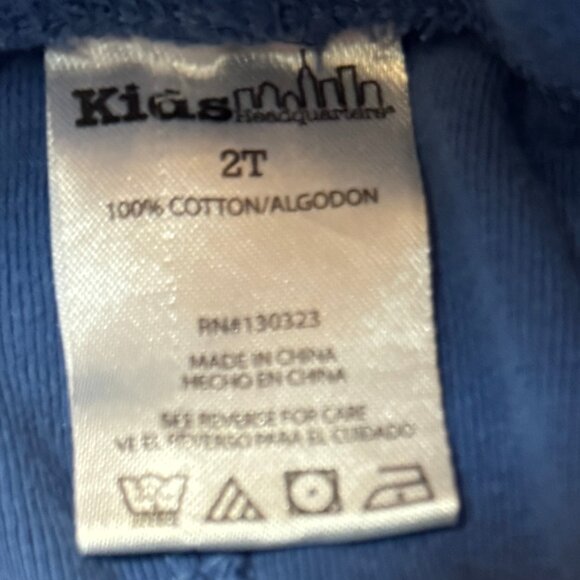 Kids Headquarters®
2T
100% COTTON/ALGODON
RN#130323
MADE IN CHINA
HECHO EN CHINA
SEE REVERSE FOR CARE
VE EL REVERSO PARA EL CUIDADO